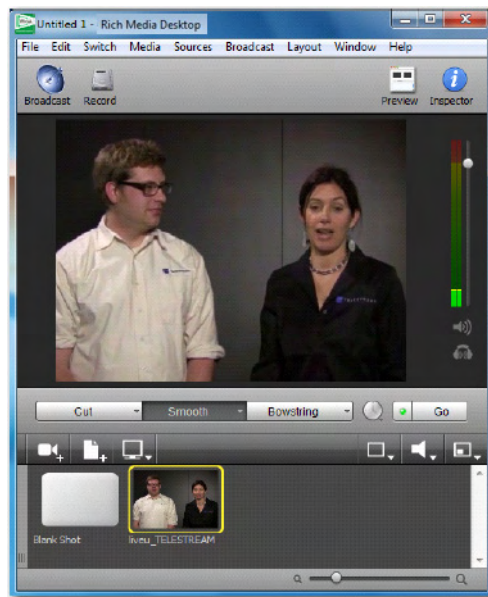 Untitled 1 - Rich Media Desktop
File Edit Switch Media Sources Broadcast Layout Window Help
Broadcast Record Preview Inspector
TELESTREAM
Cut Smooth Bowstring Go
Blank Shot liveu_TELESTREAM